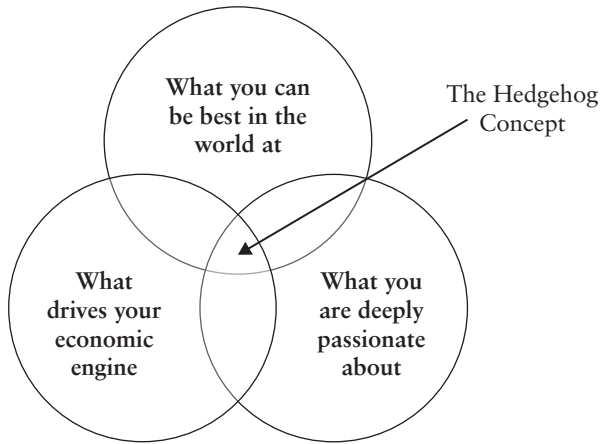 What you can
be best in the
world at
The Hedgehog
Concept
What
drives your
economic
engine
What you
are deeply
passionate
about